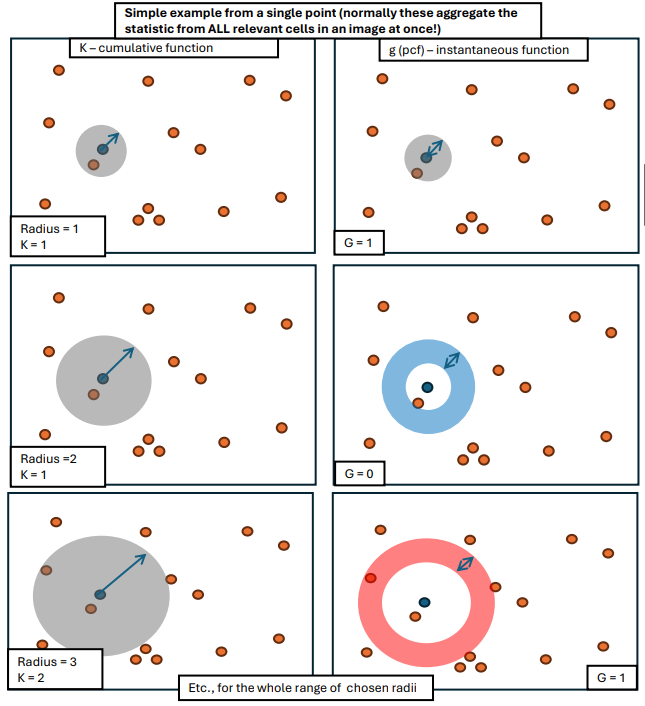 Simple example from a single point (normally these aggregate the
statistic from ALL relevant cells in an image at once!)
K – cumulative function
g (pcf) – instantaneous function
Radius = 1
K = 1
G = 1
Radius =2
K = 1
G = 0
Radius = 3
K = 2
G = 1
Etc., for the whole range of chosen radii